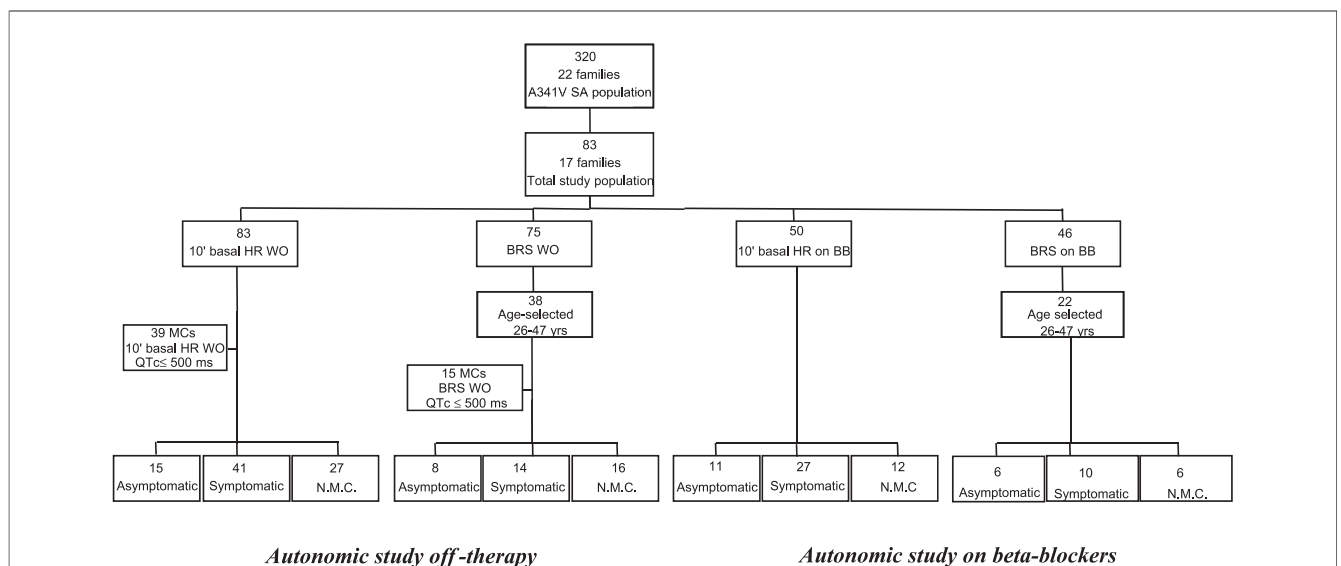 320
22 families
A341V SA population
83
17 families
Total study population
83
10' basal HR WO
75
BRS WO
50
10' basal HR on BB
46
BRS on BB
38
Age-selected
26-47 yrs
22
Age selected
26-47 yrs
39 MCs
10' basal HR WO
QTc≤ 500 ms
15 MCs
BRS WO
QTc ≤ 500 ms
15
Asymptomatic
41
Symptomatic
27
N.M.C.
8
Asymptomatic
14
Symptomatic
16
N.M.C.
11
Asymptomatic
27
Symptomatic
12
N.M.C
6
Asymptomatic
10
Symptomatic
6
N.M.C.
Autonomic study off-therapy
Autonomic study on beta-blockers